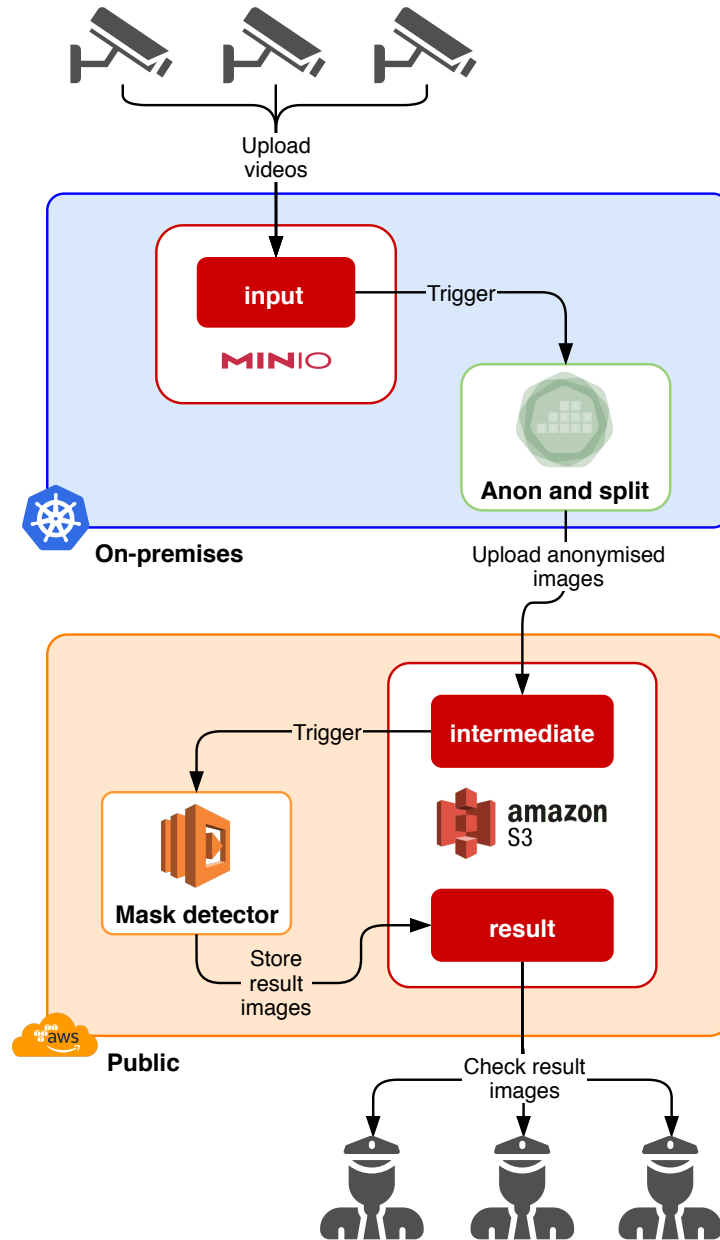 Upload
videos
input
Trigger
MINIO
Anon and split
On-premises
Upload anonymised
images
intermediate
Trigger
amazon
S3
Mask detector
result
Store
result
images
aws
Public
Check result
images